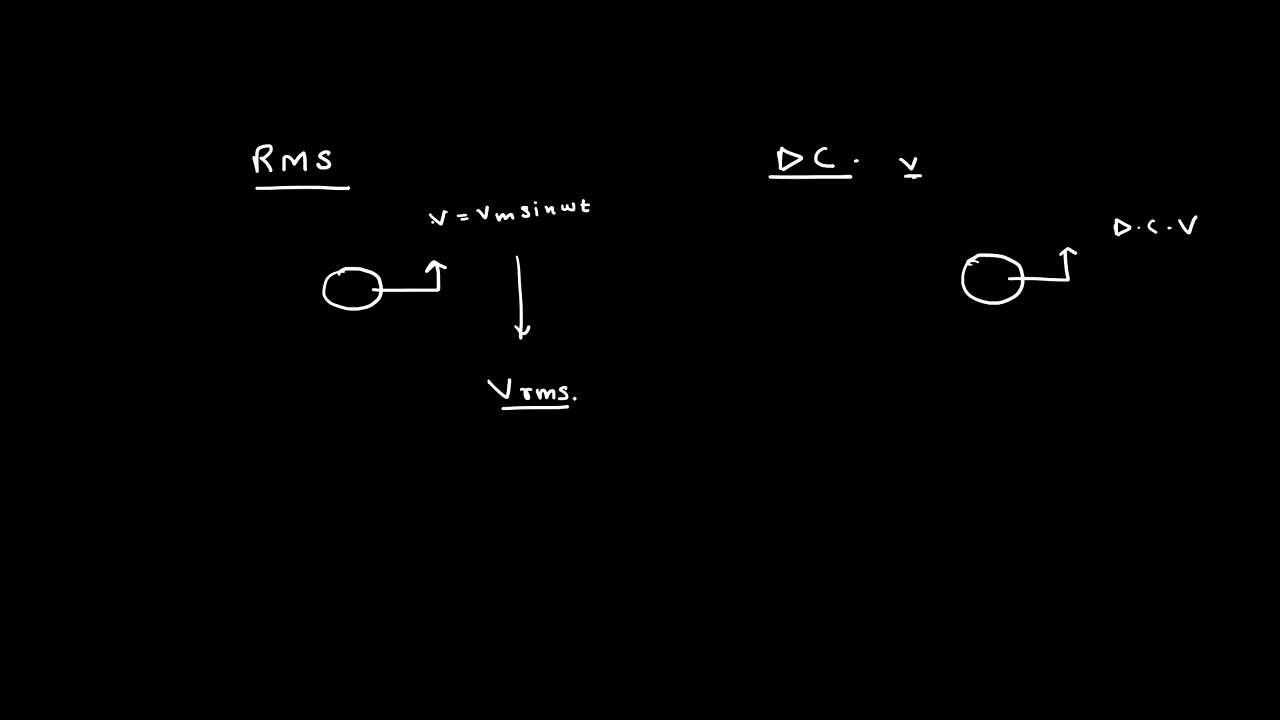 RMS
DC. v
V = Vm sin wt
D.C.V
Vrms.